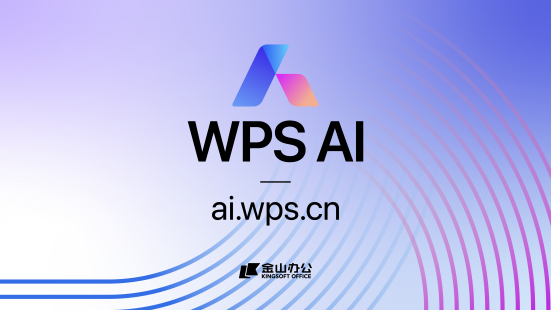 WPS AI
ai.wps.cn
金山办公
KINGSOFT OFFICE